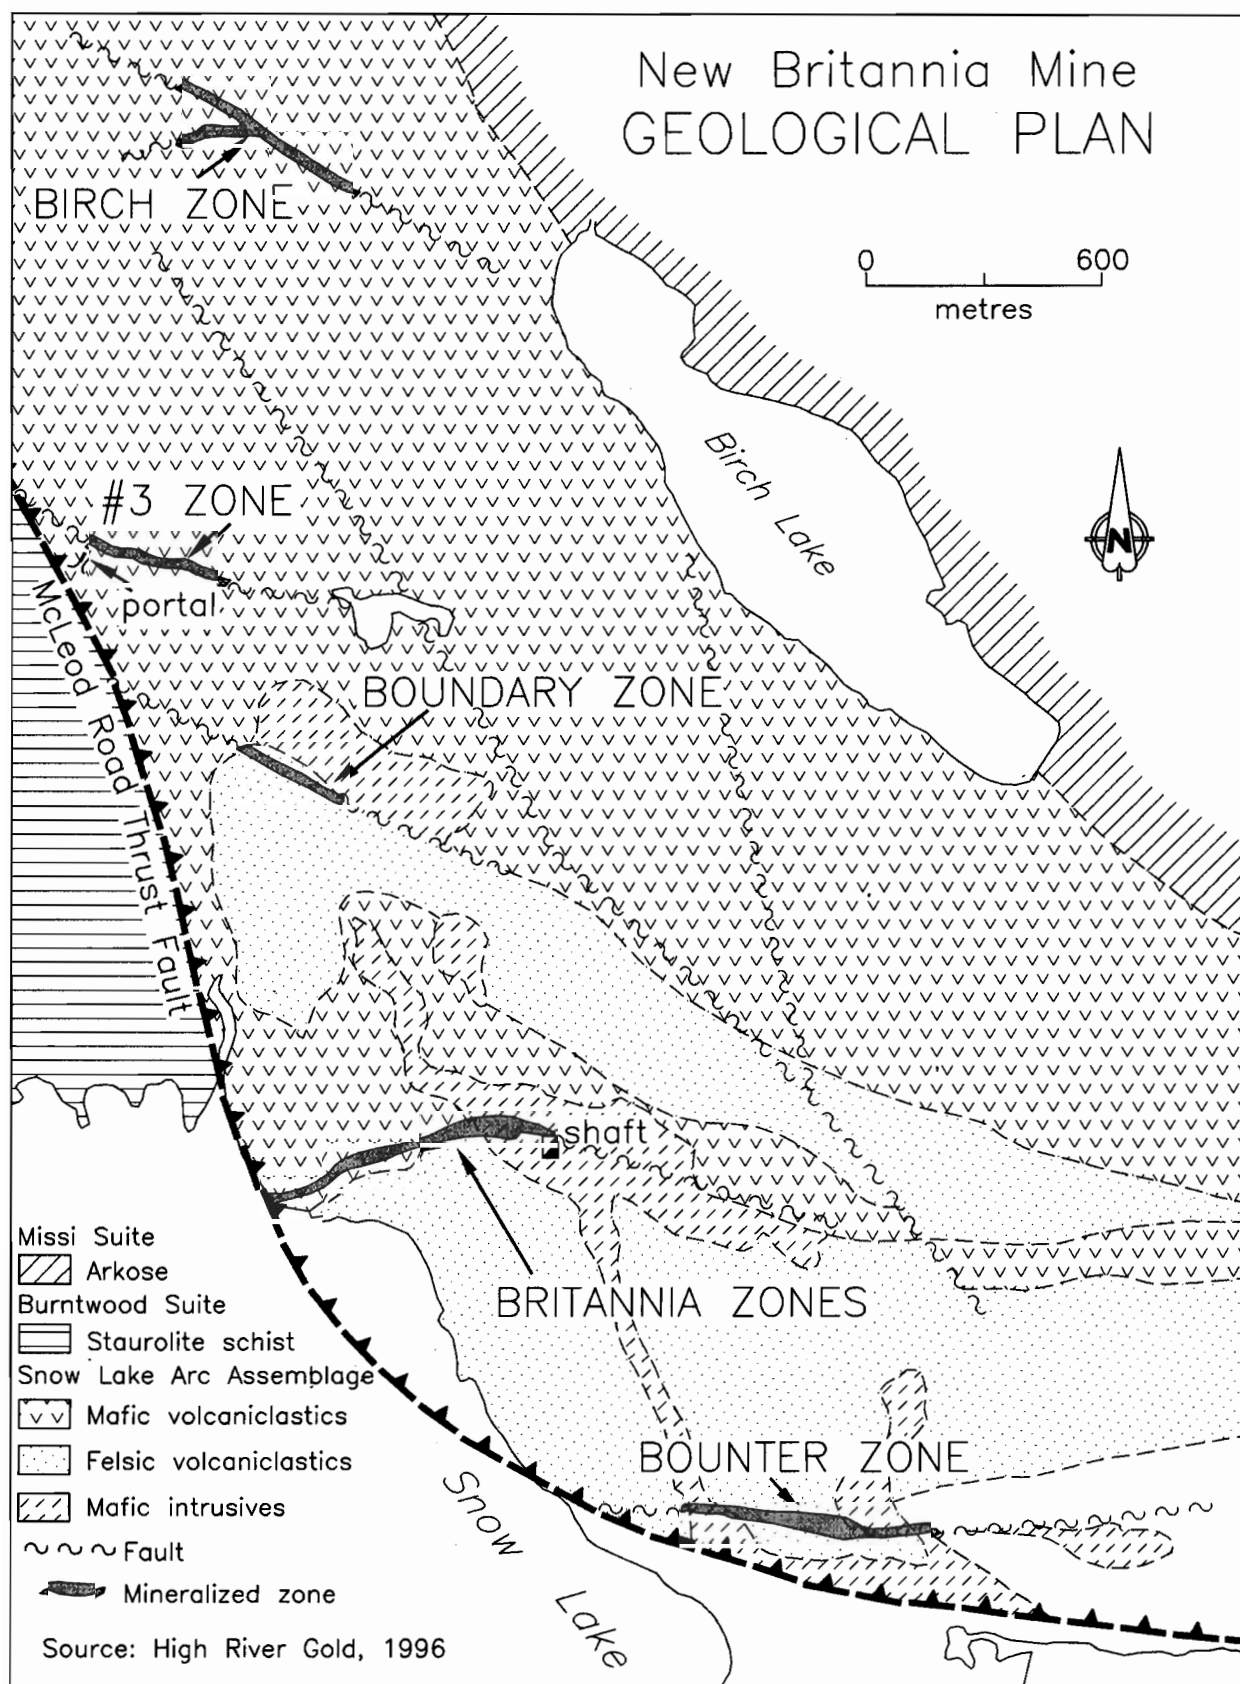 New Britannia Mine
GEOLOGICAL PLAN
BIRCH ZONE
0 600
metres
Birch Lake
N
#3 ZONE
portal
McLeod Road Thrust Fault
BOUNDARY ZONE
shaft
BRITANNIA ZONES
BOUNTER ZONE
Snow Lake
Missi Suite
Arkose
Burntwood Suite
Staurolite schist
Snow Lake Arc Assemblage
Mafic volcaniclastics
Felsic volcaniclastics
Mafic intrusives
Fault
Mineralized zone
Source: High River Gold, 1996